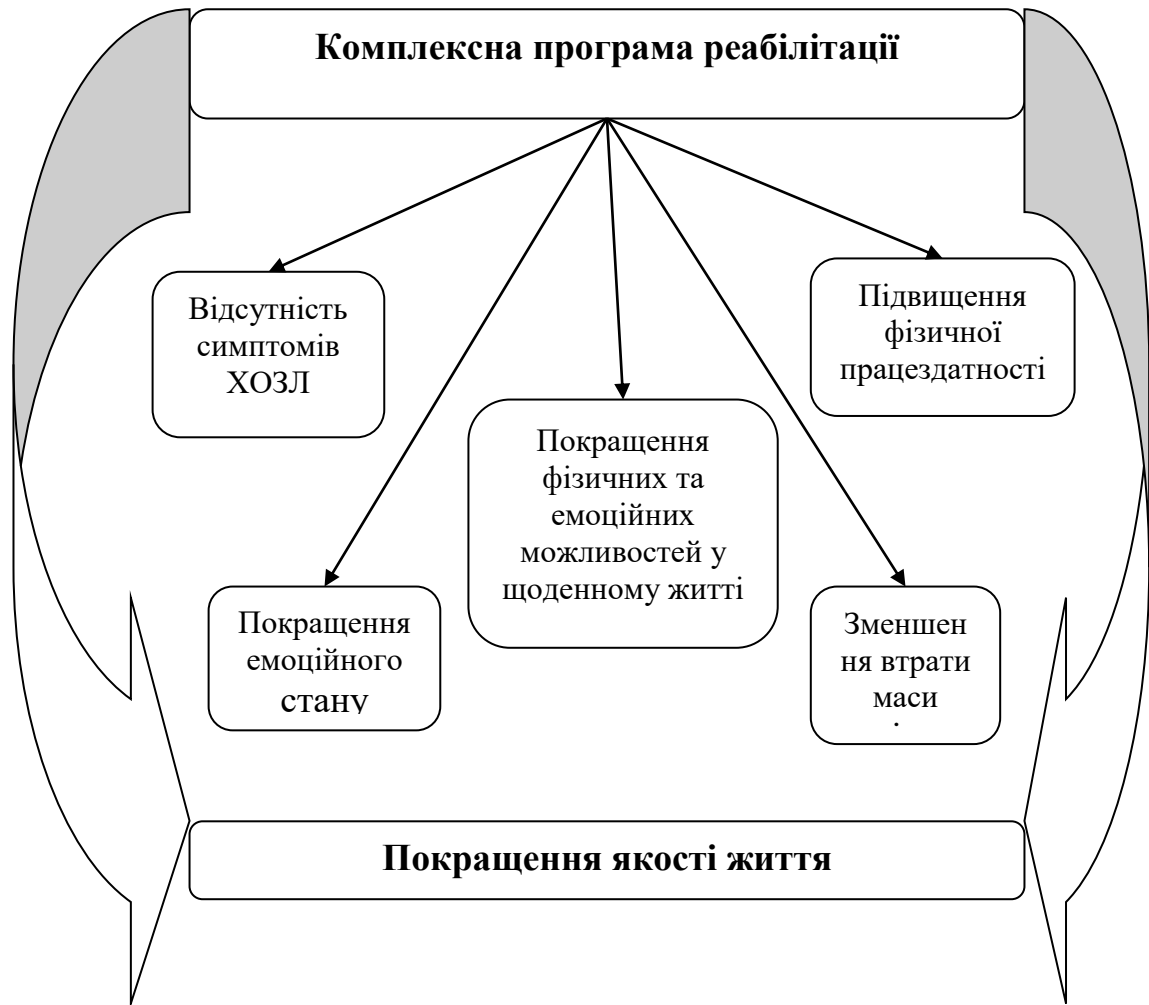 Комплексна програма реабілітації
Відсутність
симптомів
ХОЗЛ
Підвищення
фізичної
працездатності
Покращення
фізичних та
емоційних
можливостей у
щоденному житті
Покращення
емоційного
стану
Зменшен
ня втрати
маси
Покращення якості життя